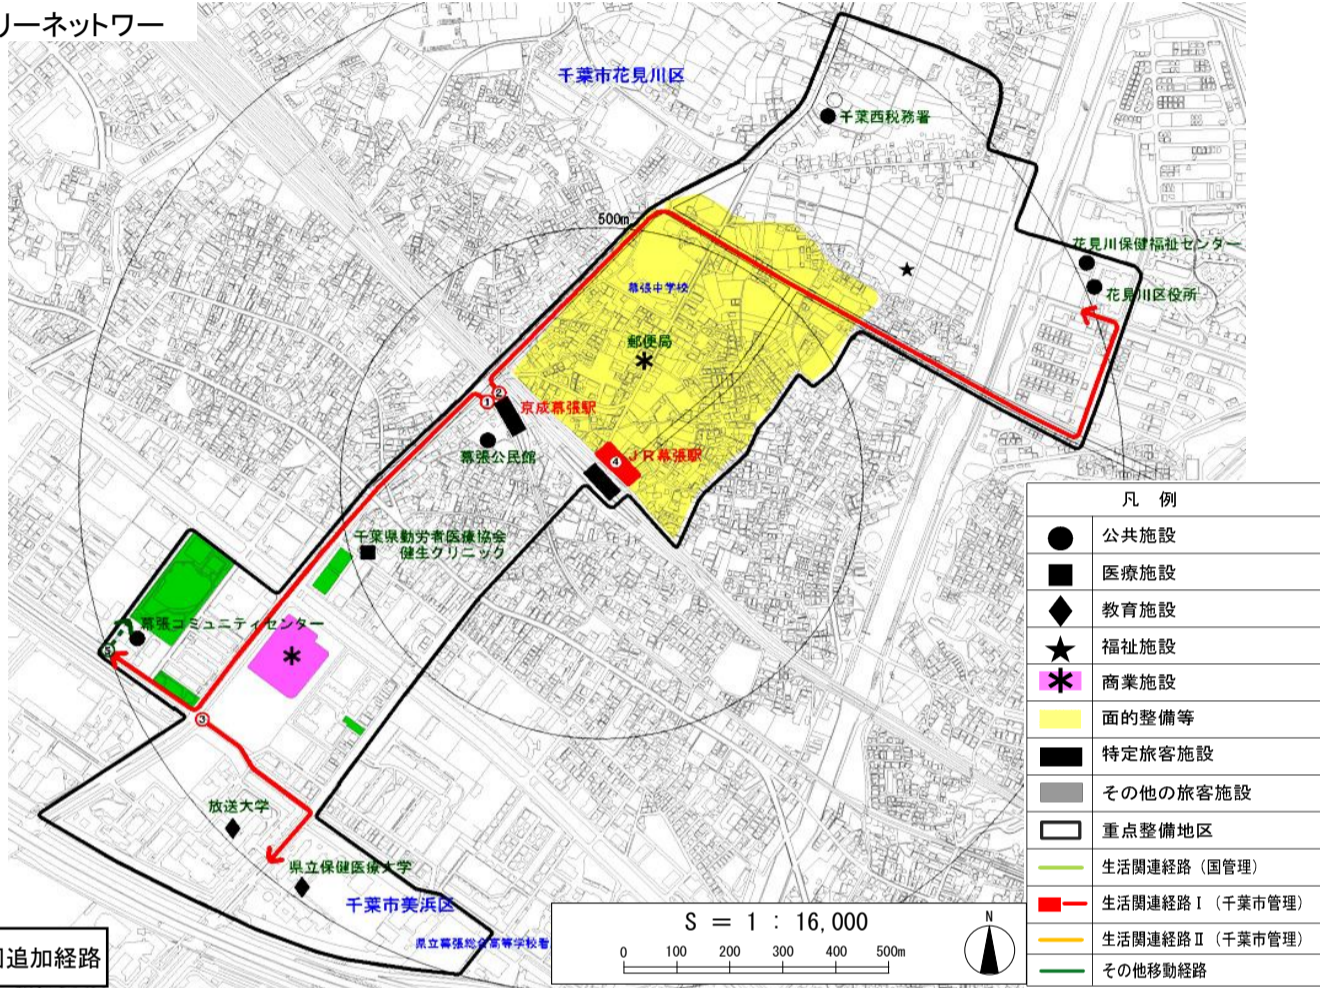 リーネットワー
千葉市花見川区
千葉西税務署
500m
花見川保健福祉センター
花見川区役所
幕張中学校
郵便局
②
①
京成幕張駅
幕張公民館
④
JR幕張駅
千葉県勤労者医療協会
健生クリニック
幕張コミュニティセンター
⑤
③
放送大学
県立保健医療大学
千葉市美浜区
県立幕張総合高等学校看
追加経路
S = 1 : 16,000
0 100 200 300 400 500m
N
凡 例
公共施設
医療施設
教育施設
福祉施設
商業施設
面的整備等
特定旅客施設
その他の旅客施設
重点整備地区
生活関連経路(国管理)
生活関連経路Ⅰ(千葉市管理)
生活関連経路Ⅱ(千葉市管理)
その他移動経路